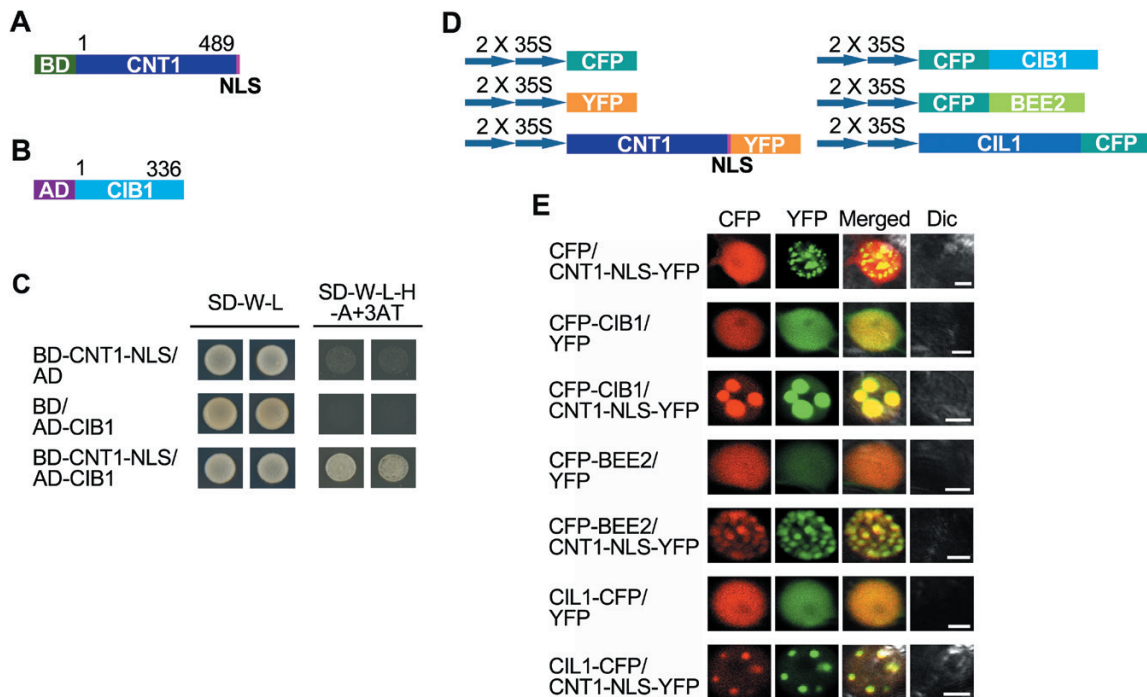 A
1 489
BD CNT1
NLS
B
1 336
AD CIB1
C
SD-W-L
SD-W-L-H
-A+3AT
BD-CNT1-NLS/
AD
BD/
AD-CIB1
BD-CNT1-NLS/
AD-CIB1
D
2 X 35S
CFP
2 X 35S
YFP
2 X 35S
CNT1 YFP
NLS
2 X 35S
CFP CIB1
2 X 35S
CFP BEE2
2 X 35S
CIL1 CFP
E
CFP YFP Merged Dic
CFP/
CNT1-NLS-YFP
CFP-CIB1/
YFP
CFP-CIB1/
CNT1-NLS-YFP
CFP-BEE2/
YFP
CFP-BEE2/
CNT1-NLS-YFP
CIL1-CFP/
YFP
CIL1-CFP/
CNT1-NLS-YFP